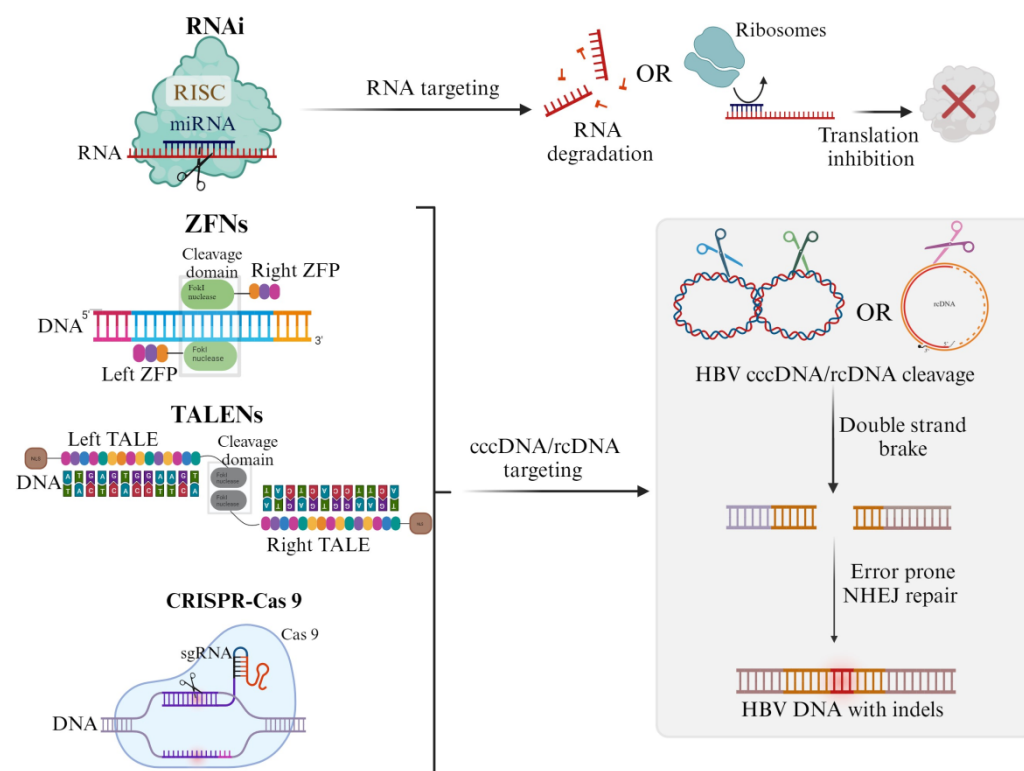 RNAi
RISC
miRNA
RNA
RNA targeting
RNA
degradation
OR
Ribosomes
Translation
inhibition
ZFNs
Cleavage
domain
Right ZFP
FokI
nuclease
DNA
5'
3'
Left ZFP
FokI
nuclease
TALENs
Left TALE
Cleavage
domain
NLS
DNA
ATGAGTGGAAGT
TACTCACCTTCA
FokI
nuclease
FokI
nuclease
Right TALE
CRISPR-Cas 9
Cas 9
sgRNA
DNA
cccDNA/rcDNA
targeting
OR
rcDNA
HBV cccDNA/rcDNA cleavage
Double strand
brake
Error prone
NHEJ repair
HBV DNA with indels